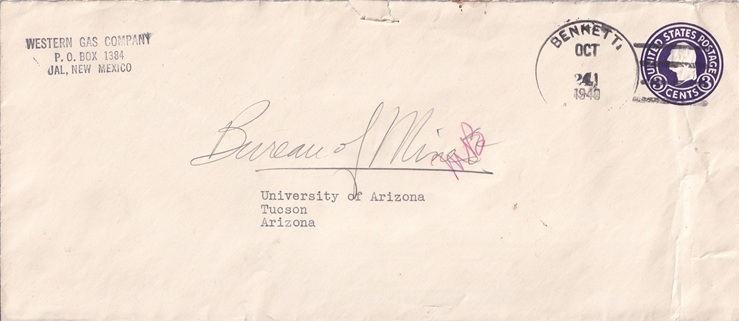 WESTERN GAS COMPANY
P. O. BOX 1384
JAL, NEW MEXICO
BENNETT,
OCT
1940
UNITED STATES POSTAGE
3 CENTS 3
Bureau of Mines
University of Arizona
Tucson
Arizona